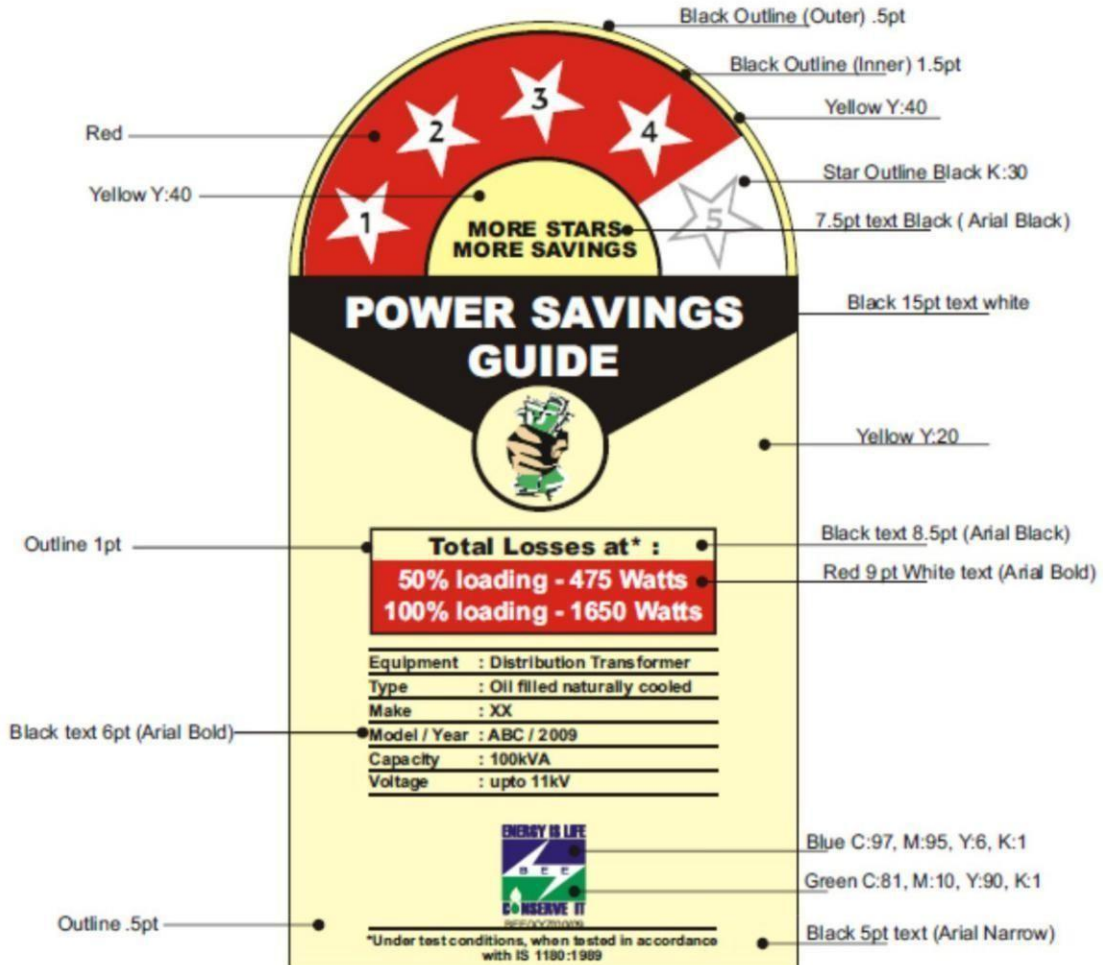 Black Outline (Outer) .5pt
Black Outline (Inner) 1.5pt
Yellow Y:40
Red
Star Outline Black K:30
Yellow Y:40
7.5pt text Black ( Arial Black)
1
2
3
4
5
MORE STARS
MORE SAVINGS
Black 15pt text white
POWER SAVINGS
GUIDE
Yellow Y:20
Outline 1pt
Total Losses at* :
Black text 8.5pt (Arial Black)
50% loading - 475 Watts
Red 9 pt White text (Arial Bold)
100% loading - 1650 Watts
Equipment : Distribution Transformer
Type : Oil filled naturally cooled
Make : XX
Black text 6pt (Arial Bold)
Model / Year : ABC / 2009
Capacity : 100kVA
Voltage : upto 11kV
ENERGY IS LIFE
BEE
CONSERVE IT
Blue C:97, M:95, Y:6, K:1
Green C:81, M:10, Y:90, K:1
Outline .5pt
*Under test conditions, when tested in accordance
with IS 1180:1989
Black 5pt text (Arial Narrow)